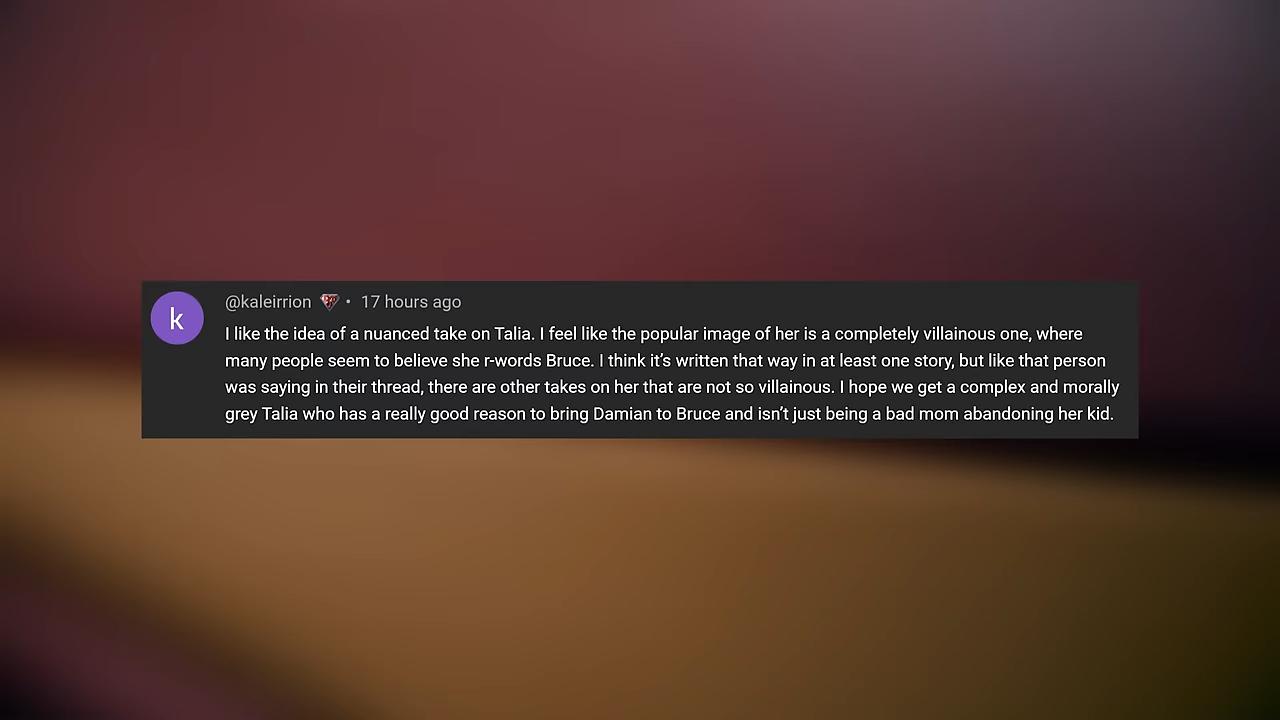 k
@kaleirrion • 17 hours ago
I like the idea of a nuanced take on Talia. I feel like the popular image of her is a completely villainous one, where
many people seem to believe she r-words Bruce. I think it’s written that way in at least one story, but like that person
was saying in their thread, there are other takes on her that are not so villainous. I hope we get a complex and morally
grey Talia who has a really good reason to bring Damian to Bruce and isn’t just being a bad mom abandoning her kid.